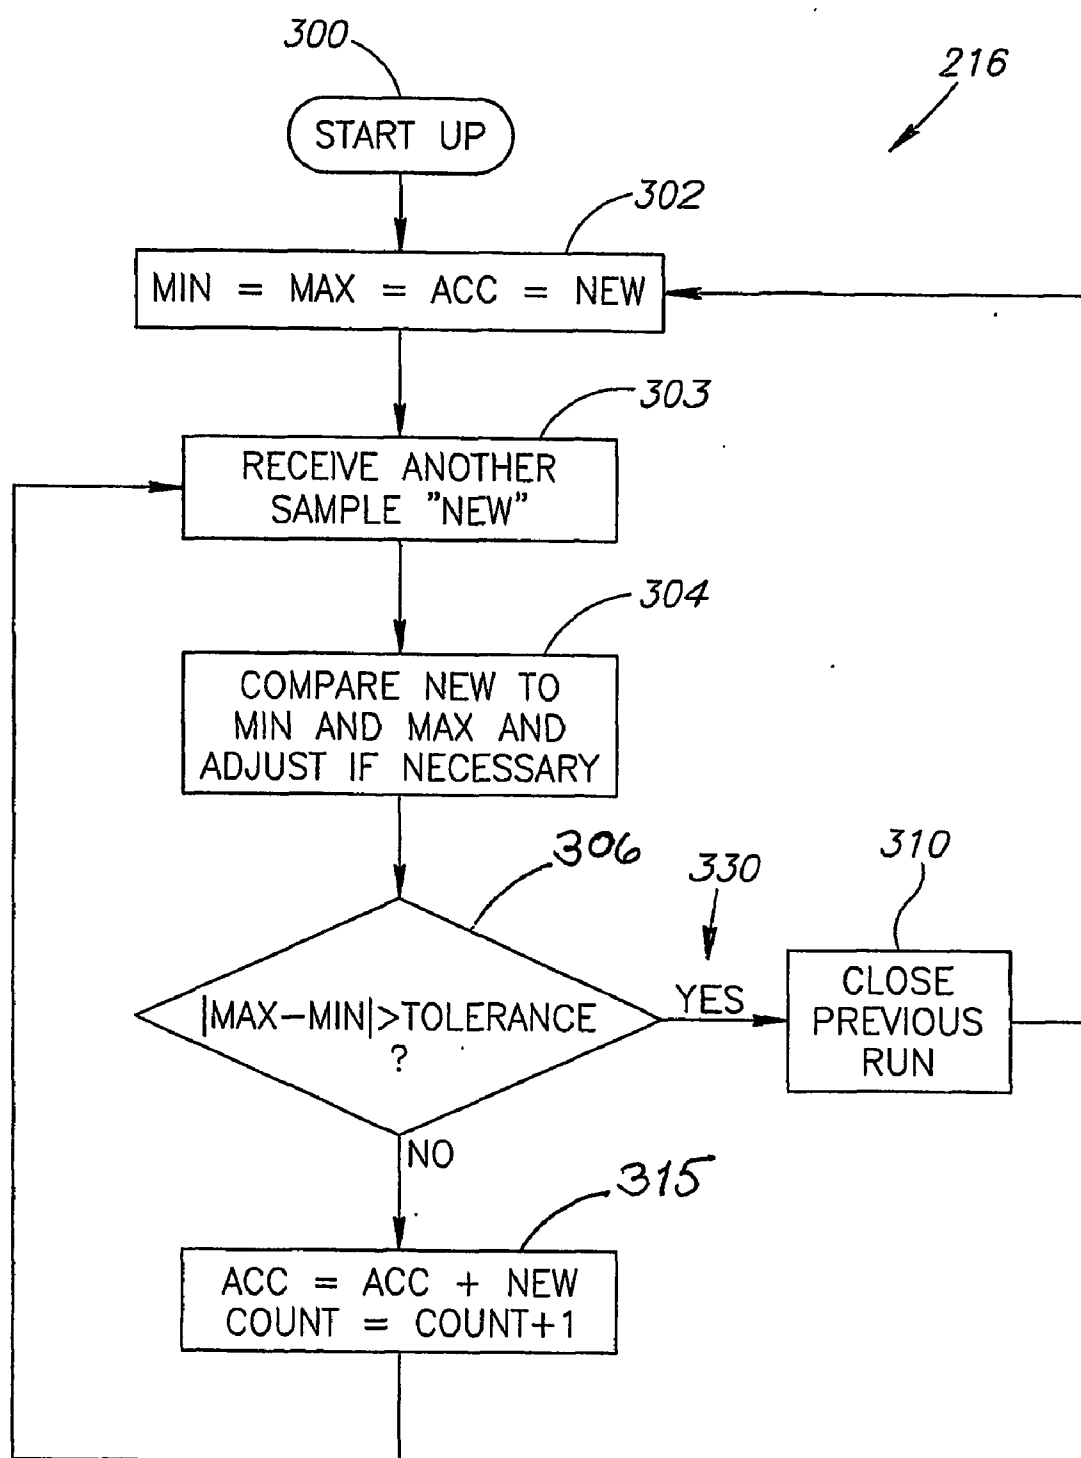 300
216
START UP
302
MIN = MAX = ACC = NEW
303
RECEIVE ANOTHER
SAMPLE "NEW"
304
COMPARE NEW TO
MIN AND MAX AND
ADJUST IF NECESSARY
306
330
310
|MAX-MIN|>TOLERANCE
?
YES
CLOSE
PREVIOUS
RUN
NO
315
ACC = ACC + NEW
COUNT = COUNT+1